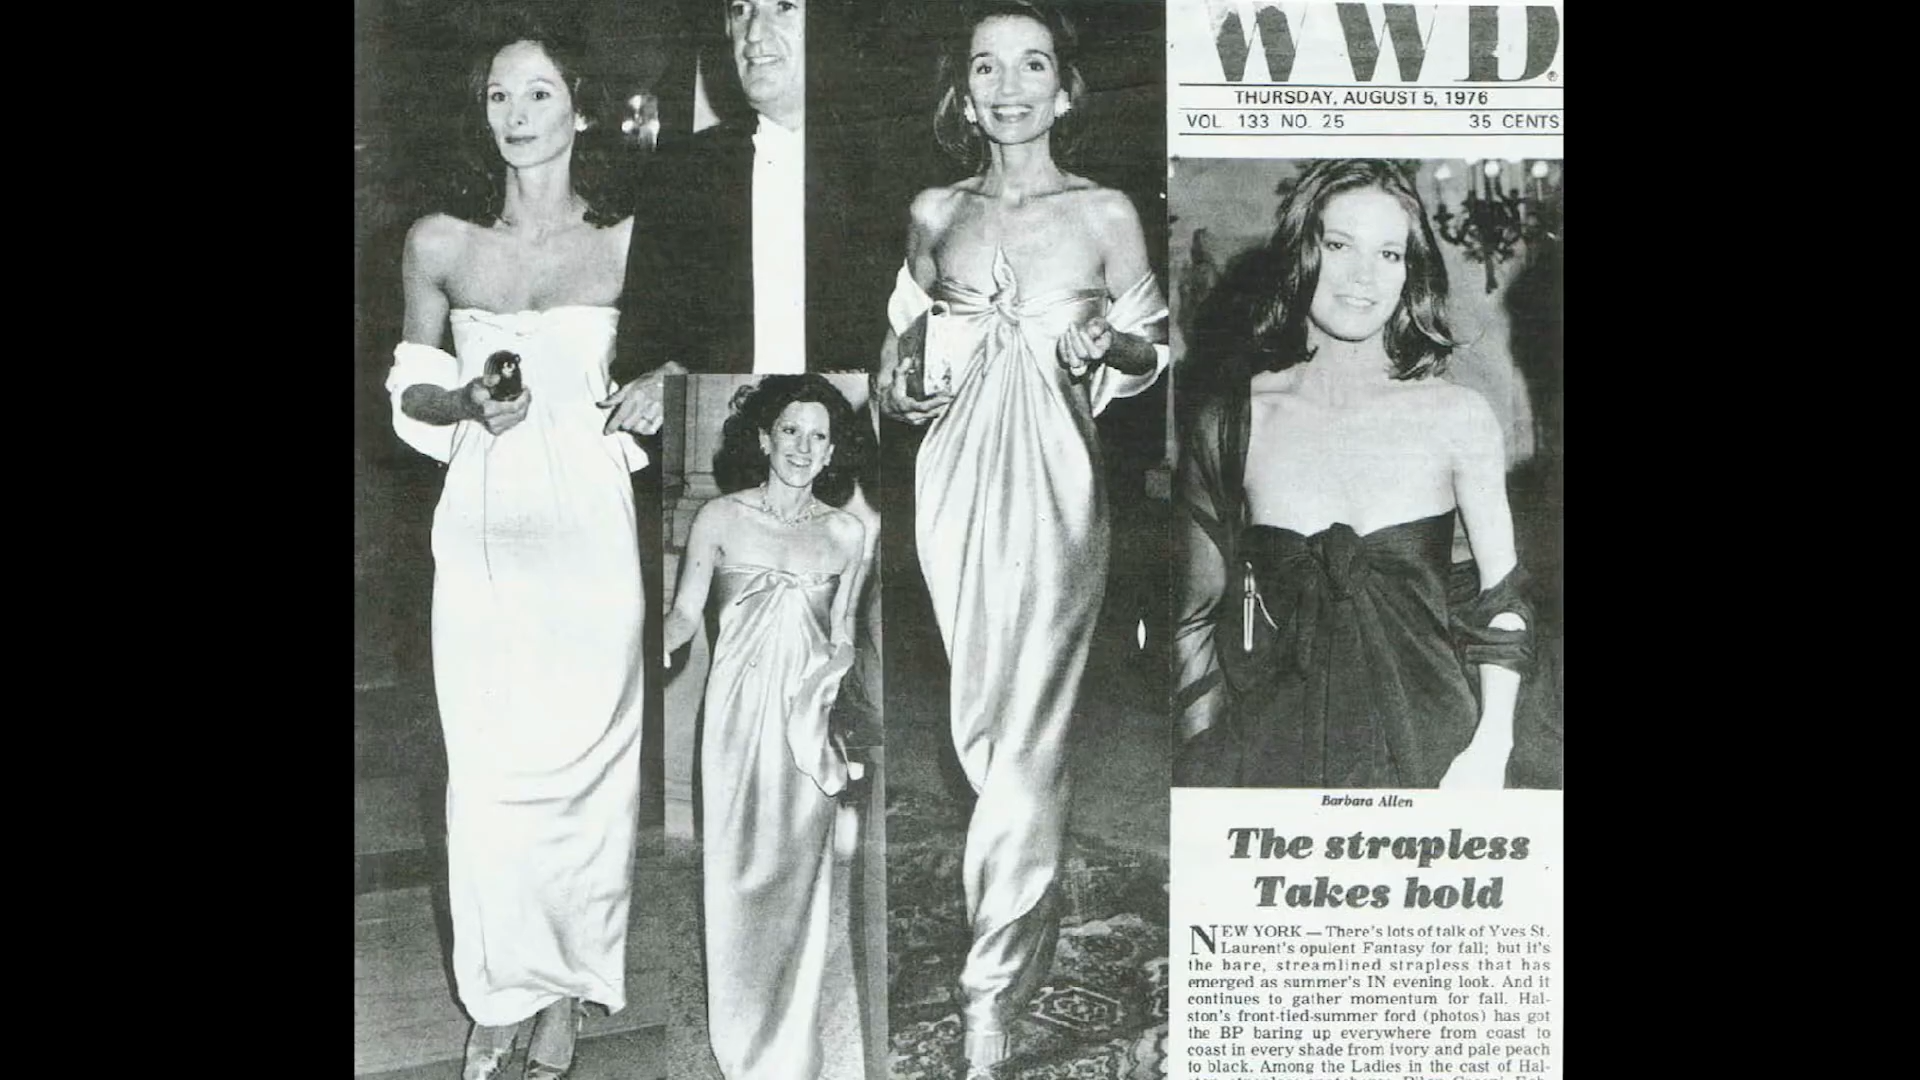 WWD®
THURSDAY, AUGUST 5, 1976
VOL 133 NO. 25 35 CENTS
Barbara Allen
The strapless
Takes hold
NEW YORK — There's lots of talk of Yves St.
Laurent's opulent Fantasy for fall; but it's
the bare, streamlined strapless that has
emerged as summer's IN evening look. And it
continues to gather momentum for fall. Hal-
ston's front-tied-summer ford (photos) has got
the BP baring up everywhere from coast to
coast in every shade from ivory and pale peach
to black. Among the Ladies in the cast of Hal-